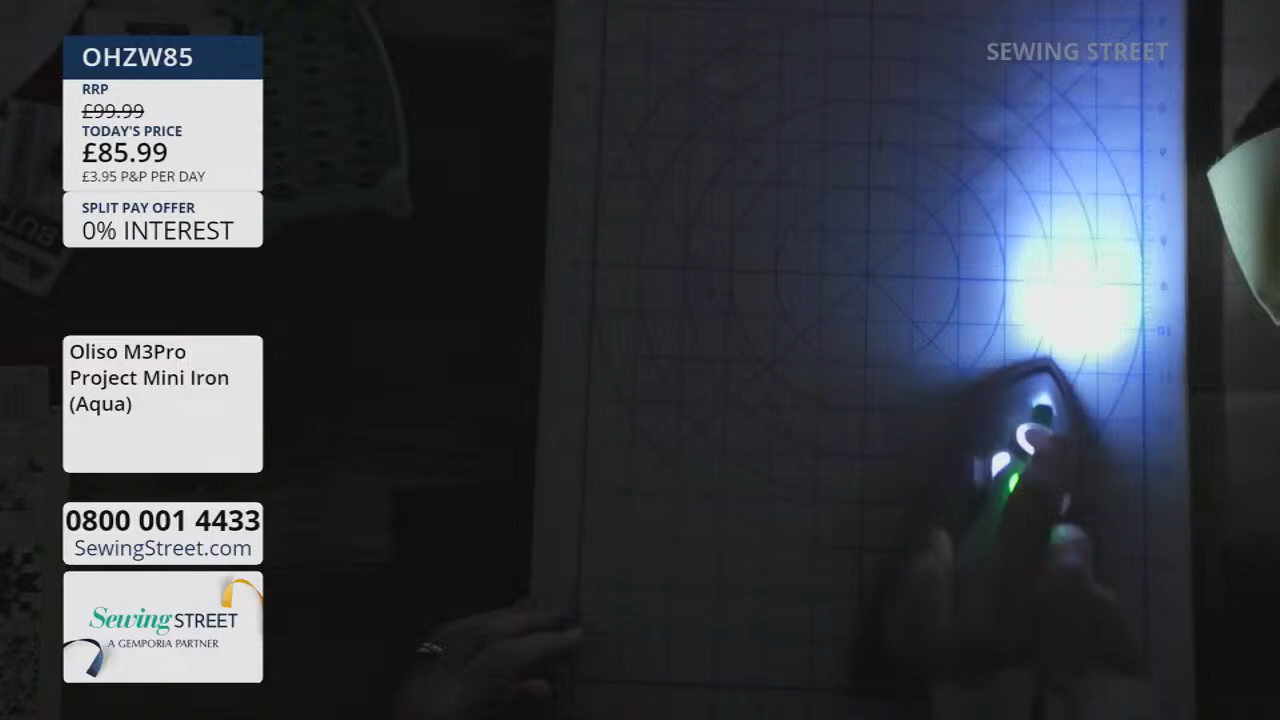 OHZW85
RRP
£99.99
TODAY'S PRICE
£85.99
£3.95 P&P PER DAY
SPLIT PAY OFFER
0% INTEREST
Oliso M3Pro
Project Mini Iron
(Aqua)
0800 001 4433
SewingStreet.com
Sewing STREET
A GEMPORIA PARTNER
SEWING STREET